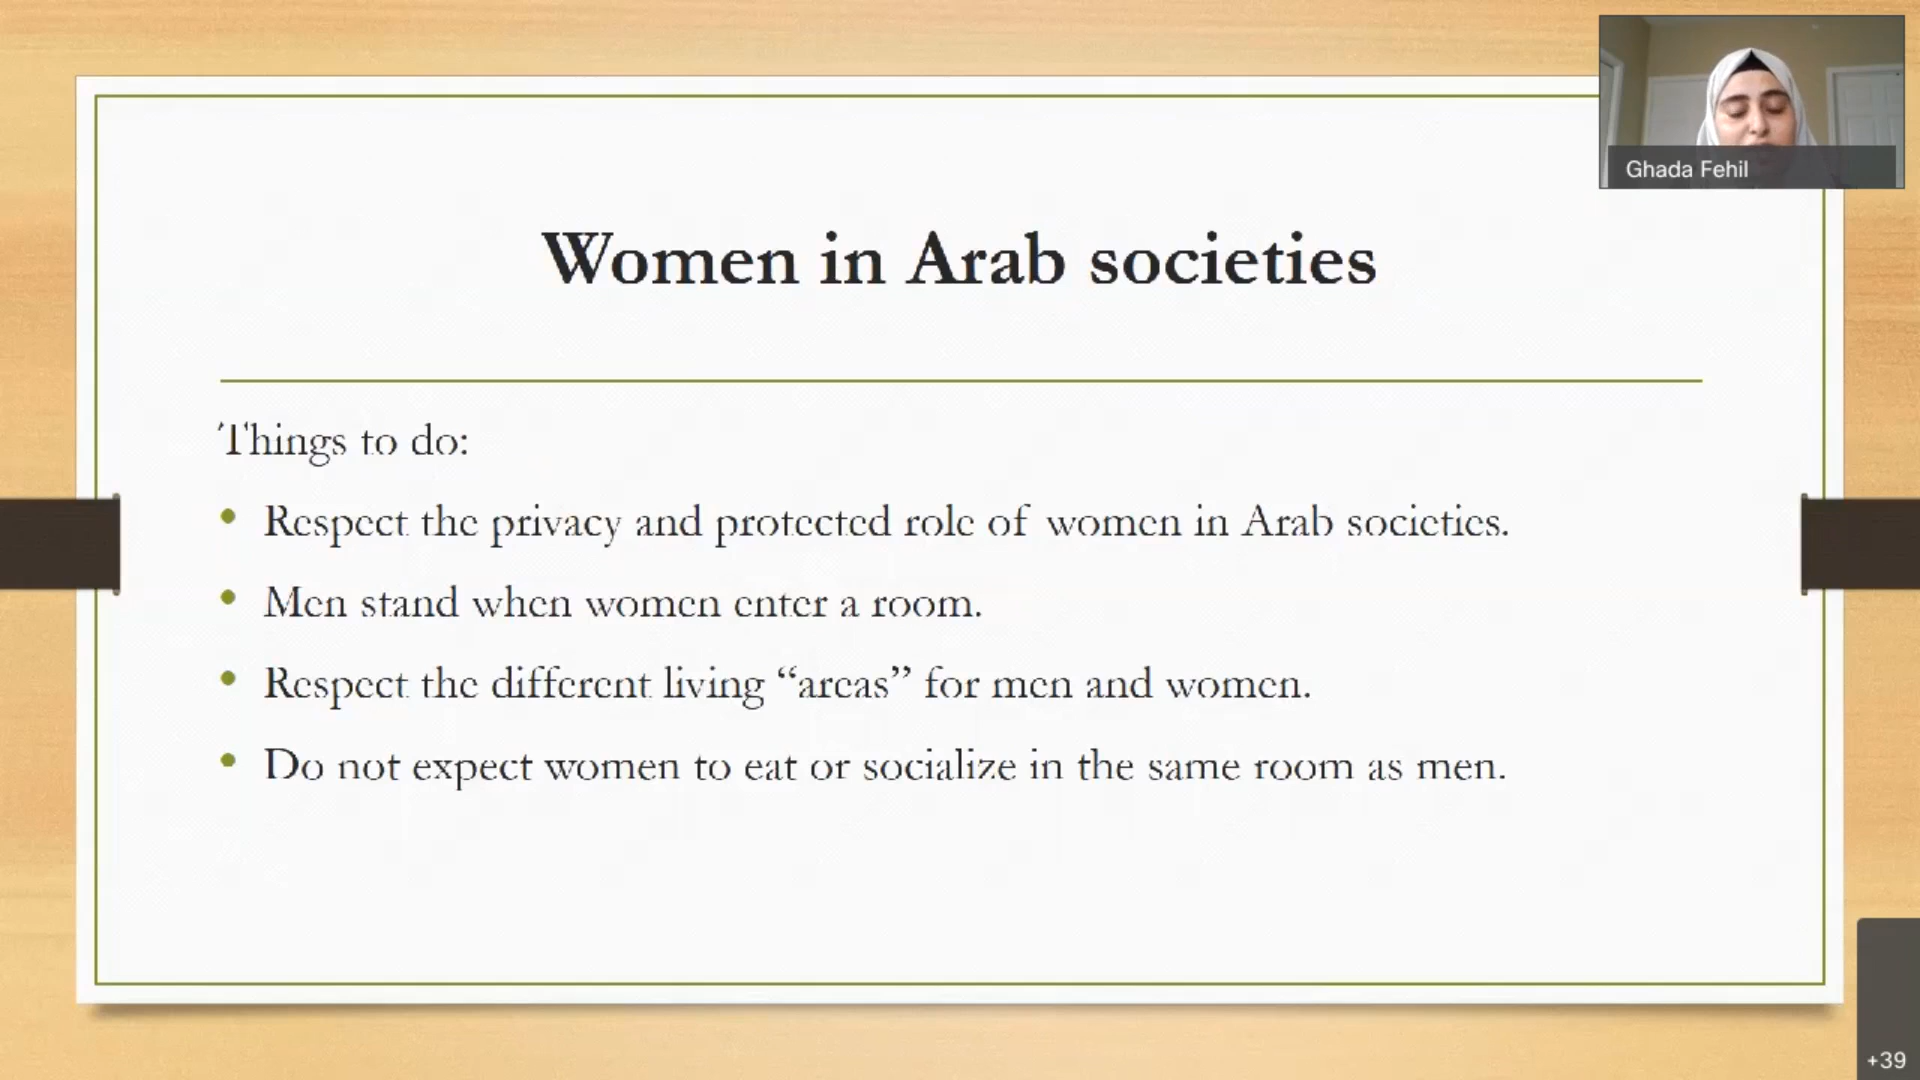 Ghada Fehil
Women in Arab societies
Things to do:
• Respect the privacy and protected role of women in Arab societies.
• Men stand when women enter a room.
• Respect the different living “areas” for men and women.
• Do not expect women to eat or socialize in the same room as men.
+39